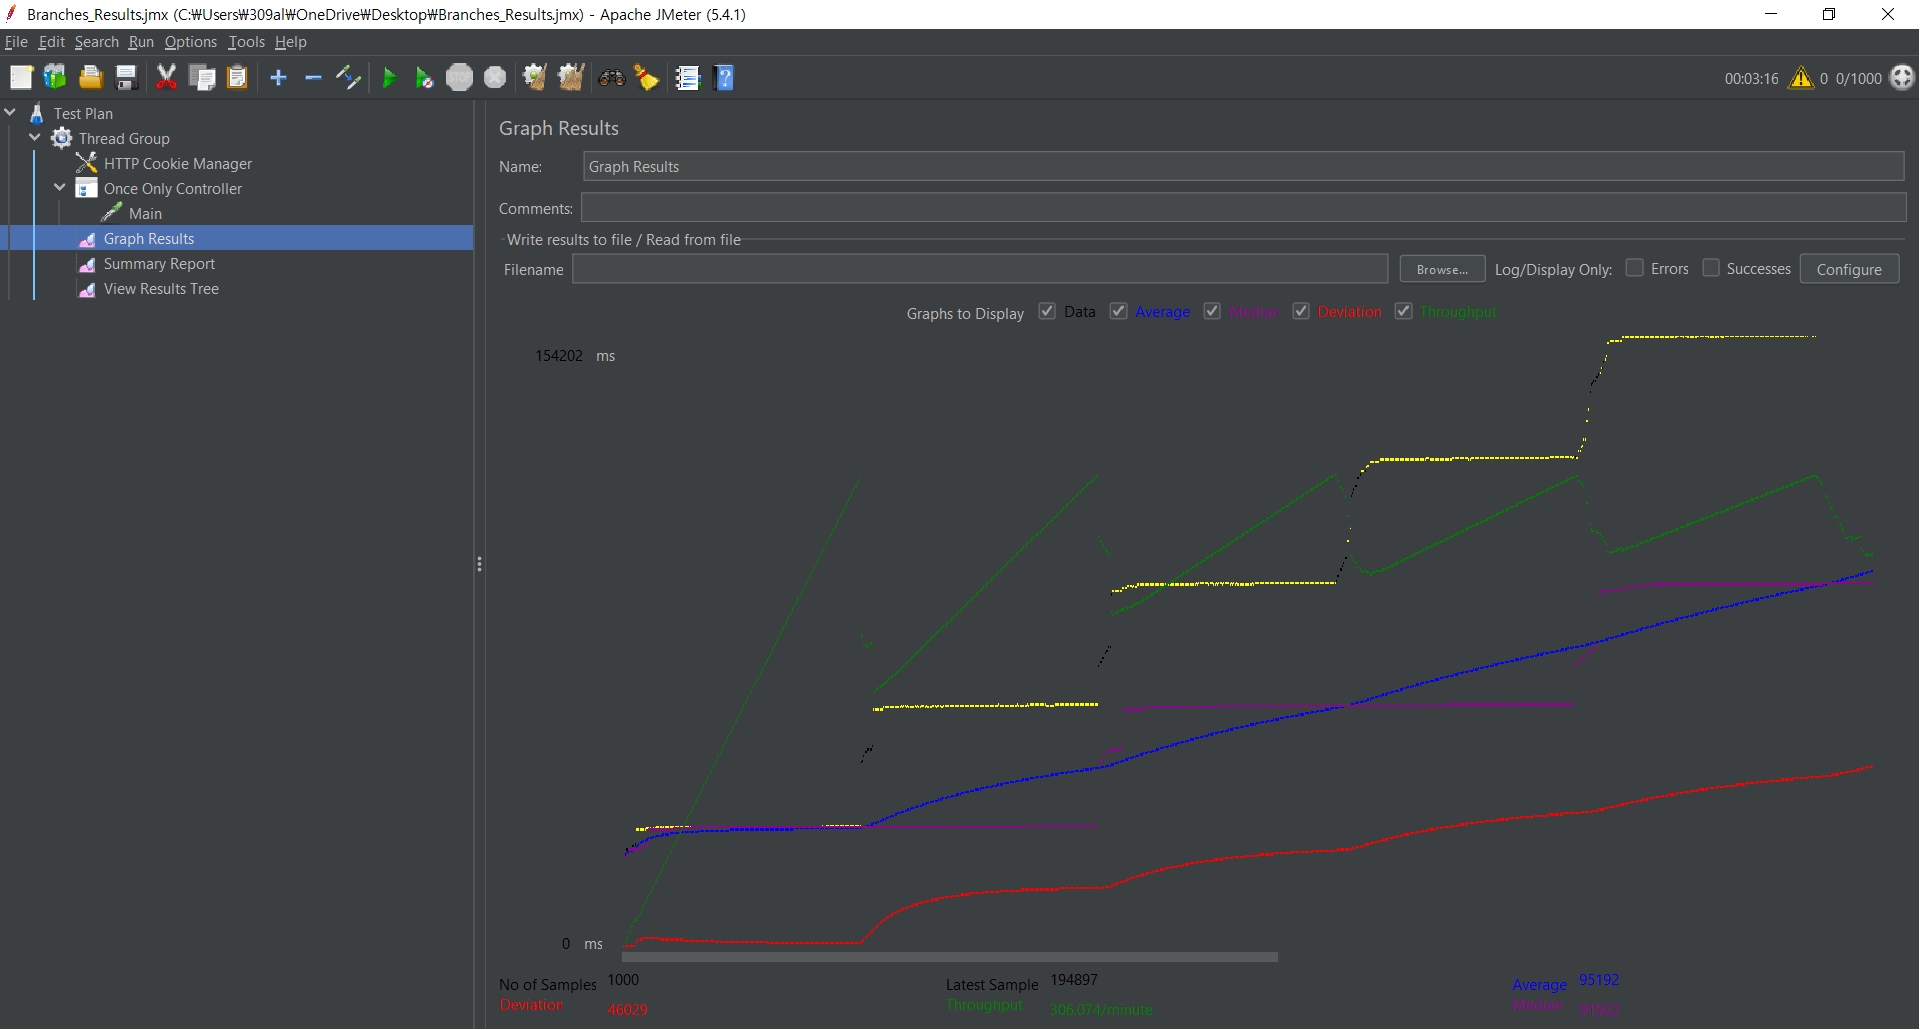 Branches_Results.jmx (C:₩Users₩309al₩OneDrive₩Desktop₩Branches_Results.jmx) - Apache JMeter (5.4.1)
File Edit Search Run Options Tools Help
STOP
?
00:03:16 0 0/1000
Test Plan
Thread Group
HTTP Cookie Manager
Once Only Controller
Main
Graph Results
Summary Report
View Results Tree
Graph Results
Name: Graph Results
Comments:
Write results to file / Read from file
Filename Browse... Log/Display Only: Errors Successes Configure
Graphs to Display Data Average Median Deviation Throughput
154202 ms
0 ms
No of Samples 1000 Latest Sample 194897 Average 95192
Deviation 46029 Throughput 306.074/minute Median